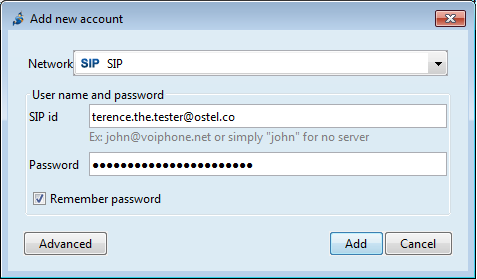 Add new account
Network SIP SIP
User name and password
SIP id terence.the.tester@ostel.co
Ex: john@voiphone.net or simply "john" for no server
Password ●●●●●●●●●●●●●●●●●●●●●●●
Remember password
Advanced Add Cancel